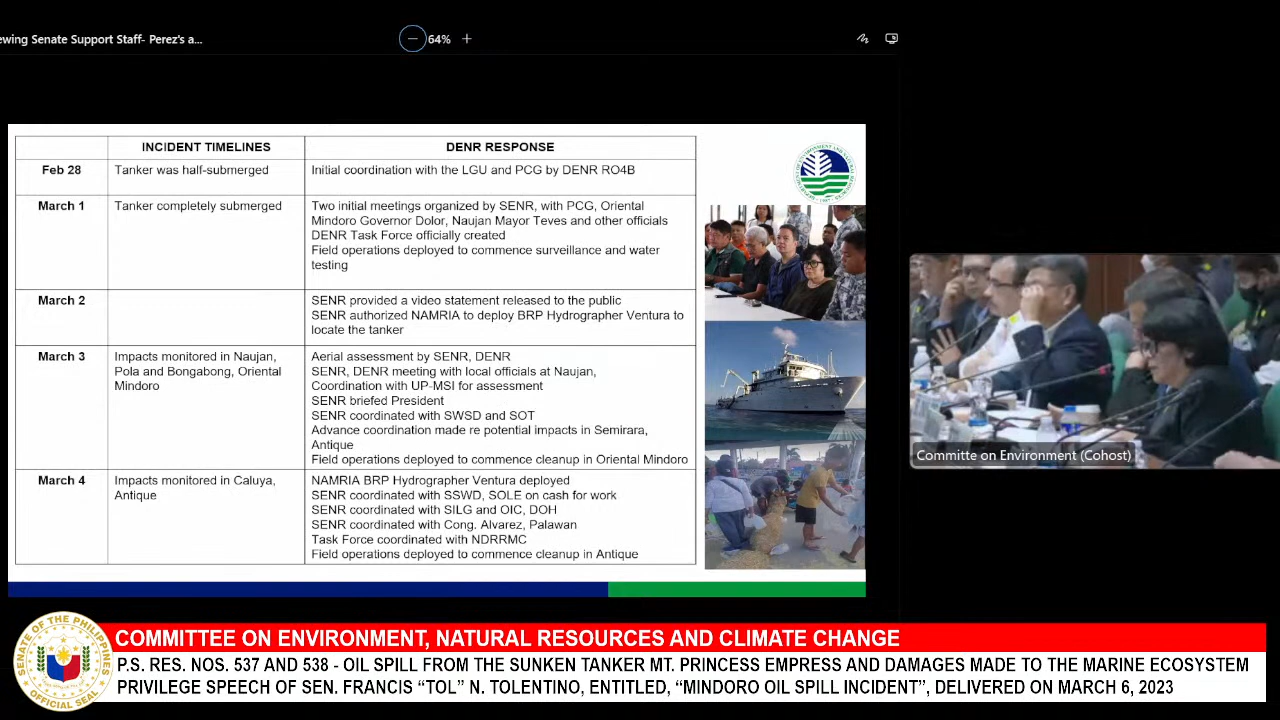 ewing Senate Support Staff- Perez's a...
64%
INCIDENT TIMELINES
DENR RESPONSE
Feb 28
Tanker was half-submerged
Initial coordination with the LGU and PCG by DENR RO4B
March 1
Tanker completely submerged
Two initial meetings organized by SENR, with PCG, Oriental
Mindoro Governor Dolor, Naujan Mayor Teves and other officials
DENR Task Force officially created
Field operations deployed to commence surveillance and water
testing
March 2
SENR provided a video statement released to the public
SENR authorized NAMRIA to deploy BRP Hydrographer Ventura to
locate the tanker
March 3
Impacts monitored in Naujan,
Pola and Bongabong, Oriental
Mindoro
Aerial assessment by SENR, DENR
SENR, DENR meeting with local officials at Naujan,
Coordination with UP-MSI for assessment
SENR briefed President
SENR coordinated with SWSD and SOT
Advance coordination made re potential impacts in Semirara,
Antique
Field operations deployed to commence cleanup in Oriental Mindoro
March 4
Impacts monitored in Caluya,
Antique
NAMRIA BRP Hydrographer Ventura deployed
SENR coordinated with SSWD, SOLE on cash for work
SENR coordinated with SILG and OIC, DOH
SENR coordinated with Cong. Alvarez, Palawan
Task Force coordinated with NDRRMC
Field operations deployed to commence cleanup in Antique
Committe on Environment (Cohost)
SENATE OF THE PHILIPPINES
OFFICIAL SEAL
COMMITTEE ON ENVIRONMENT, NATURAL RESOURCES AND CLIMATE CHANGE
P.S. RES. NOS. 537 AND 538 - OIL SPILL FROM THE SUNKEN TANKER MT. PRINCESS EMPRESS AND DAMAGES MADE TO THE MARINE ECOSYSTEM
PRIVILEGE SPEECH OF SEN. FRANCIS “TOL” N. TOLENTINO, ENTITLED, “MINDORO OIL SPILL INCIDENT”, DELIVERED ON MARCH 6, 2023